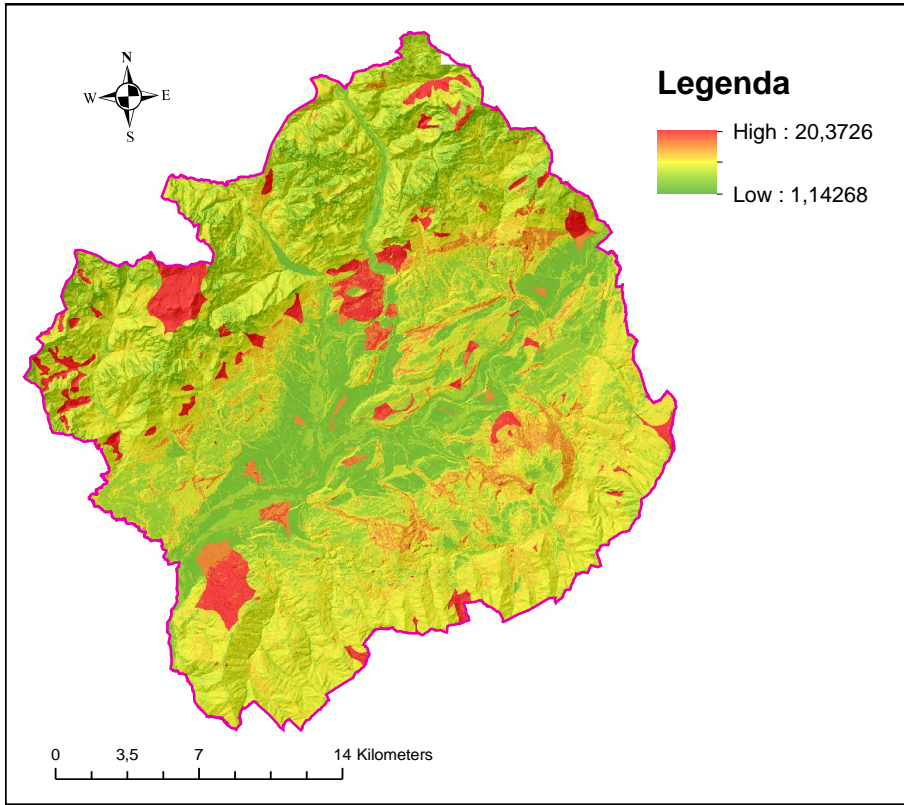 N
W E
S
Legenda
High : 20,3726
Low : 1,14268
0 3,5 7 14 Kilometers